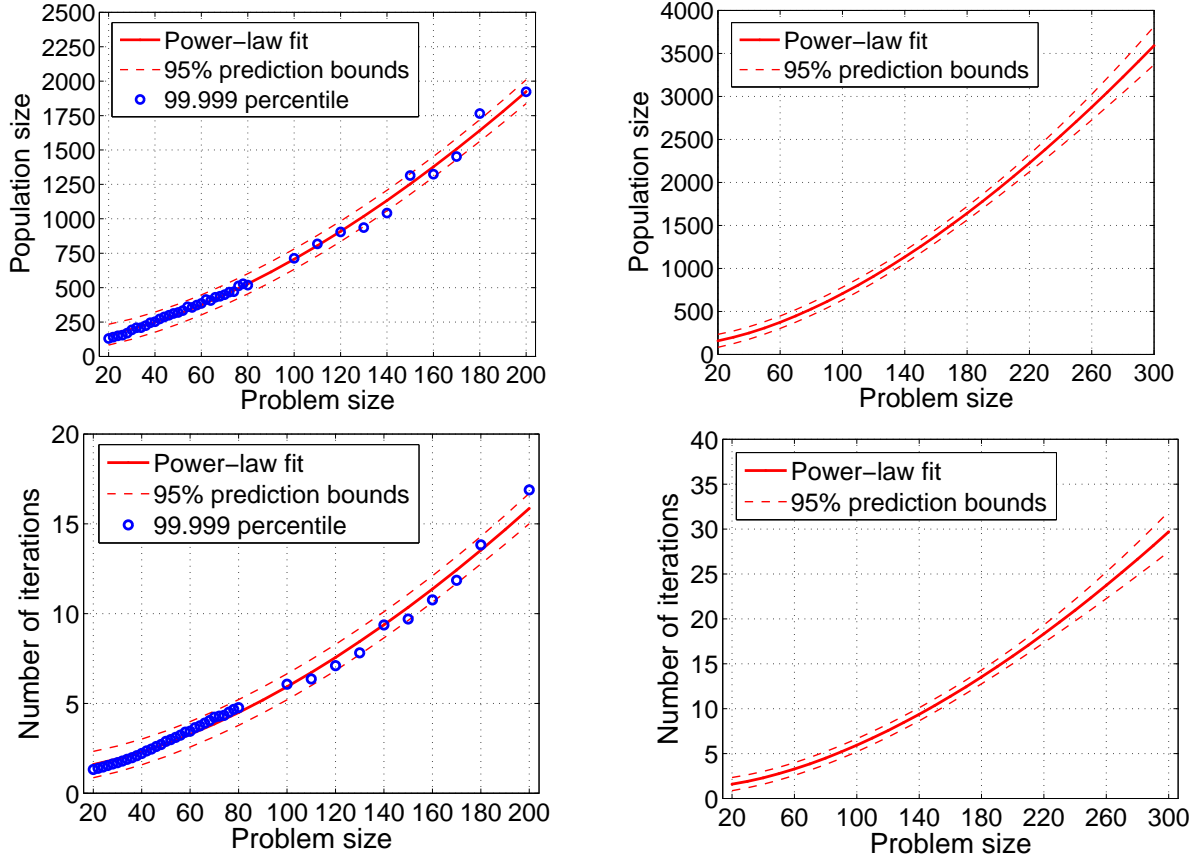 2500
2250
2000
1750
1500
1250
1000
750
500
250
0
Population size
Power−law fit
95% prediction bounds
99.999 percentile
20 40 60 80 100 120 140 160 180 200
Problem size
4000
3500
3000
2500
2000
1500
1000
500
0
Population size
Power−law fit
95% prediction bounds
20 60 100 140 180 220 260 300
Problem size
20
15
10
5
0
Number of iterations
Power−law fit
95% prediction bounds
99.999 percentile
20 40 60 80 100 120 140 160 180 200
Problem size
40
35
30
25
20
15
10
5
0
Number of iterations
Power−law fit
95% prediction bounds
20 60 100 140 180 220 260 300
Problem size